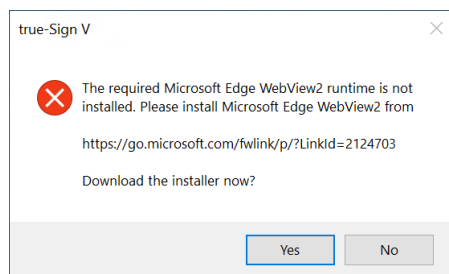 true-Sign V
The required Microsoft Edge WebView2 runtime is not
installed. Please install Microsoft Edge WebView2 from
https://go.microsoft.com/fwlink/p/?LinkId=2124703
Download the installer now?
Yes
No